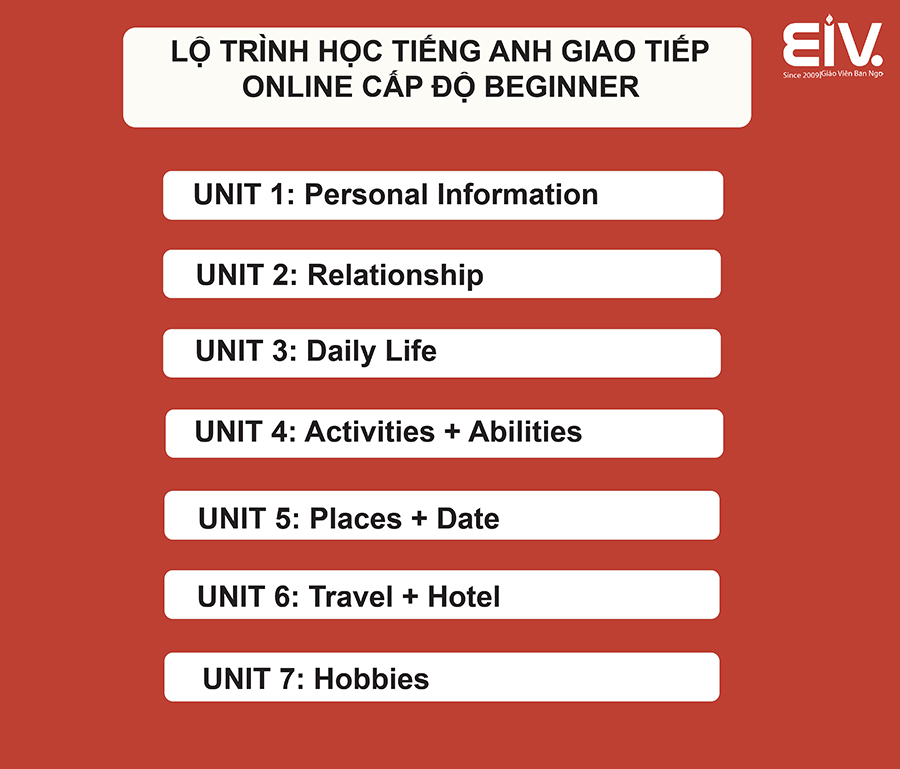 LỘ TRÌNH HỌC TIẾNG ANH GIAO TIẾP
ONLINE CẤP ĐỘ BEGINNER
EIV.
Since 2009|Giáo Viên Bản Ngữ
UNIT 1: Personal Information
UNIT 2: Relationship
UNIT 3: Daily Life
UNIT 4: Activities + Abilities
UNIT 5: Places + Date
UNIT 6: Travel + Hotel
UNIT 7: Hobbies